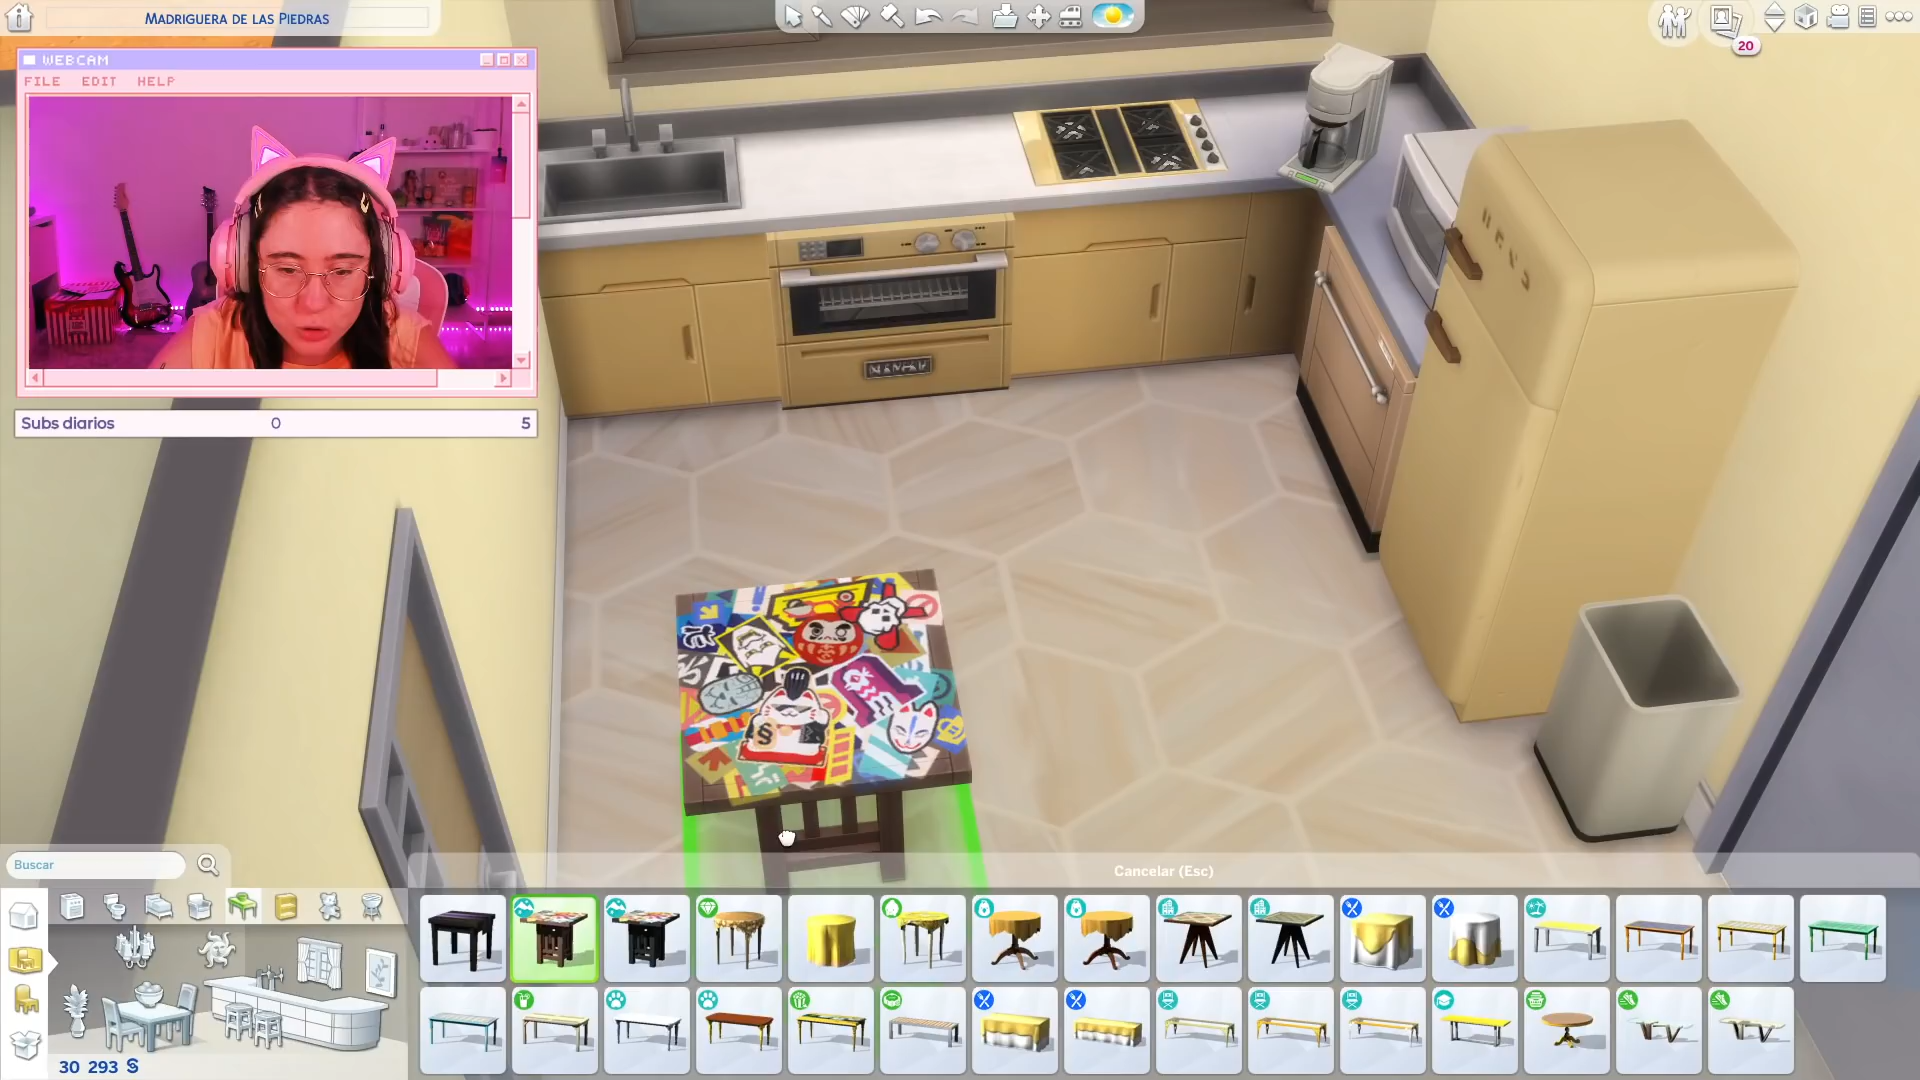 Madriguera de las Piedras
WEBCAM
FILE EDIT HELP
20
Subs diarios 0 5
Buscar
Cancelar (Esc)
30 293 §